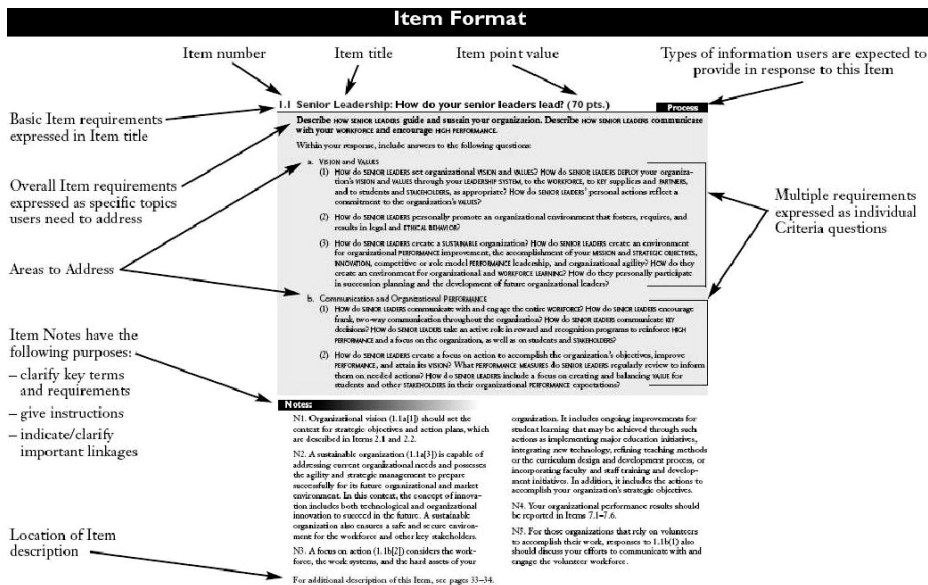 Item Format
Item number
Item title
Item point value
Types of information users are expected to
provide in response to this Item
1.1 Senior Leadership: How do your senior leaders lead? (70 pts.)
Process
Basic Item requirements
expressed in Item title
Describe HOW SENIOR LEADERS guide and sustain your organization. Describe HOW SENIOR LEADERS communicate
with your WORKFORCE and encourage HIGH PERFORMANCE.
Within your response, include answers to the following questions:
Overall Item requirements
expressed as specific topics
users need to address
Areas to Address
a. VISION and VALUES
(1) HOW do SENIOR LEADERS set organizational VISION and VALUES? HOW do SENIOR LEADERS DEPLOY your organiza-
tion's VISION and VALUES through your LEADERSHIP SYSTEM, to the WORKFORCE, to KEY suppliers and PARTNERS,
and to students and STAKEHOLDERS, as appropriate? HOW do SENIOR LEADERS' personal actions reflect a
commitment to the organization's VALUES?
(2) HOW do SENIOR LEADERS personally promote an organizational environment that fosters, requires, and
results in legal and ETHICAL BEHAVIOR?
(3) HOW do SENIOR LEADERS create a SUSTAINABLE organization? HOW do SENIOR LEADERS create an environment
for organizational PERFORMANCE improvement, the accomplishment of your MISSION and STRATEGIC OBJECTIVES,
INNOVATION, competitive or role model PERFORMANCE leadership, and organizational agility? HOW do they
create an environment for organizational and WORKFORCE LEARNING? HOW do they personally participate
in succession planning and the development of future organizational leaders?
Multiple requirements
expressed as individual
Criteria questions
b. Communication and Organizational PERFORMANCE
(1) HOW do SENIOR LEADERS communicate with and engage the entire WORKFORCE? HOW do SENIOR LEADERS encourage
frank, two-way communication throughout the organization? HOW do SENIOR LEADERS communicate KEY
decisions? HOW do SENIOR LEADERS take an active role in reward and recognition programs to reinforce HIGH
PERFORMANCE and a focus on the organization, as well as on students and STAKEHOLDERS?
(2) HOW do SENIOR LEADERS create a focus on action to accomplish the organization's objectives, improve
PERFORMANCE, and attain its VISION? What PERFORMANCE MEASURES do SENIOR LEADERS regularly review to inform
them on needed actions? HOW do SENIOR LEADERS include a focus on creating and balancing VALUE for
students and other STAKEHOLDERS in their organizational PERFORMANCE expectations?
Item Notes have the
following purposes:
– clarify key terms
and requirements
– give instructions
– indicate/clarify
important linkages
Notes:
N1. Organizational vision (1.1a[1]) should set the
context for strategic objectives and action plans, which
are described in Items 2.1 and 2.2.
N2. A sustainable organization (1.1a[3]) is capable of
addressing current organizational needs and possesses
the agility and strategic management to prepare
successfully for its future organizational and market
environment. In this context, the concept of innova-
tion includes both technological and organizational
innovation to succeed in the future. A sustainable
organization also ensures a safe and secure environ-
ment for the workforce and other key stakeholders.
N3. A focus on action (1.1b[2]) considers the work-
force, the work systems, and the hard assets of your
organization. It includes ongoing improvements for
student learning that may be achieved through such
actions as implementing major education initiatives,
integrating new technology, refining teaching methods
or the curriculum design and development process, or
incorporating faculty and staff training and develop-
ment initiatives. In addition, it includes the actions to
accomplish your organization's strategic objectives.
N4. Your organizational performance results should
be reported in Items 7.1–7.6.
N5. For those organizations that rely on volunteers
to accomplish their work, responses to 1.1b(1) also
should discuss your efforts to communicate with and
engage the volunteer workforce.
Location of Item
description
For additional description of this Item, see pages 33–34.